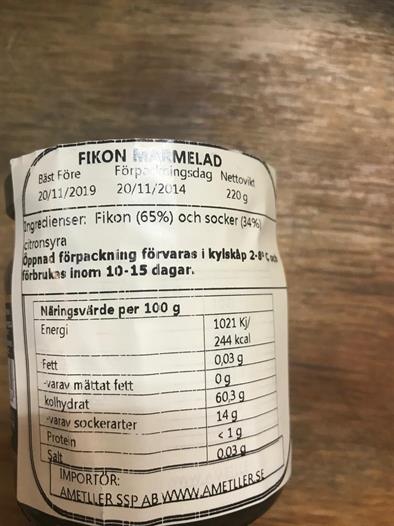 FIKON MARMELAD
Bäst Före Förpackningsdag Nettovikt
20/11/2019 20/11/2014 220 g
Ingredienser: Fikon (65%) och socker (34%)
citronsyra
Öppnad förpackning förvaras i kylskåp 2-8° C och
förbrukas inom 10-15 dagar.
Näringsvärde per 100 g
Energi 1021 Kj/
244 kcal
Fett 0,03 g
-varav mättat fett 0 g
kolhydrat 60,3 g
-varav sockerarter 14 g
Protein < 1 g
Salt 0,03 g
IMPORTÖR:
AMETLLER SSP AB WWW.AMETLLER.SE